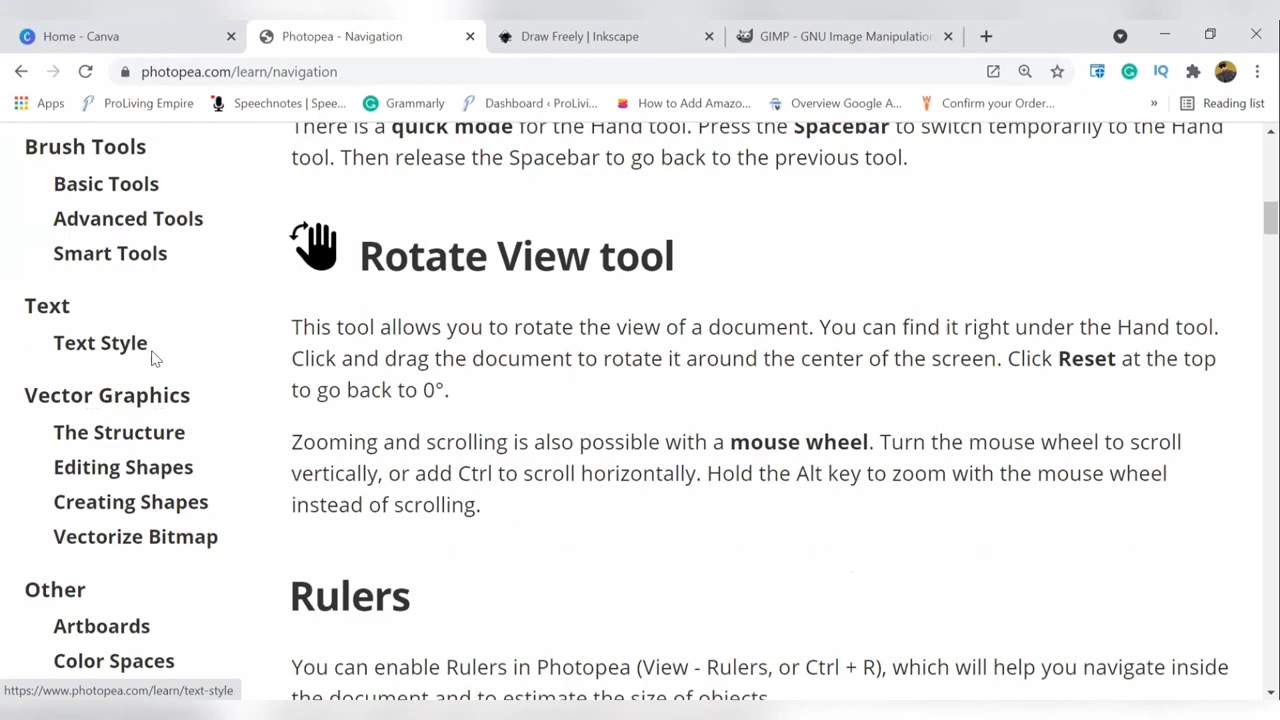 Home - Canva
Photopea - Navigation
Draw Freely | Inkscape
GIMP - GNU Image Manipulation
photopea.com/learn/navigation
Apps
ProLiving Empire
Speechnotes | Spee...
Grammarly
Dashboard ‹ ProLivi...
How to Add Amazo...
Overview Google A...
Confirm your Order...
»
Reading list
Brush Tools
Basic Tools
Advanced Tools
Smart Tools
Text
Text Style
Vector Graphics
The Structure
Editing Shapes
Creating Shapes
Vectorize Bitmap
Other
Artboards
Color Spaces
There is a quick mode for the Hand tool. Press the Spacebar to switch temporarily to the Hand
tool. Then release the Spacebar to go back to the previous tool.
Rotate View tool
This tool allows you to rotate the view of a document. You can find it right under the Hand tool.
Click and drag the document to rotate it around the center of the screen. Click Reset at the top
to go back to 0°.
Zooming and scrolling is also possible with a mouse wheel. Turn the mouse wheel to scroll
vertically, or add Ctrl to scroll horizontally. Hold the Alt key to zoom with the mouse wheel
instead of scrolling.
Rulers
You can enable Rulers in Photopea (View - Rulers, or Ctrl + R), which will help you navigate inside
the document and to estimate the size of objects.
https://www.photopea.com/learn/text-style